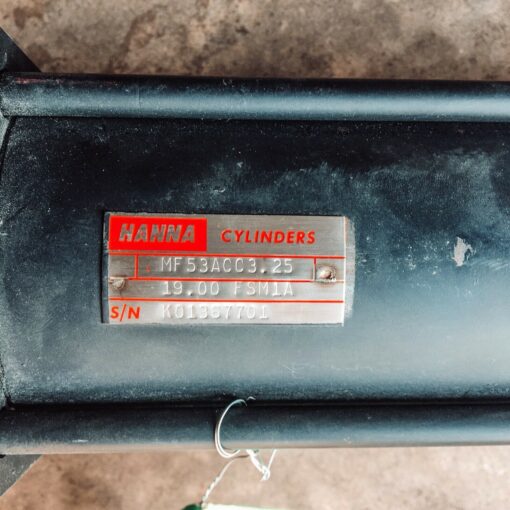 HANNA CYLINDERS
MF53ACC3.25
19.00 FSM1A
S/N K01357701